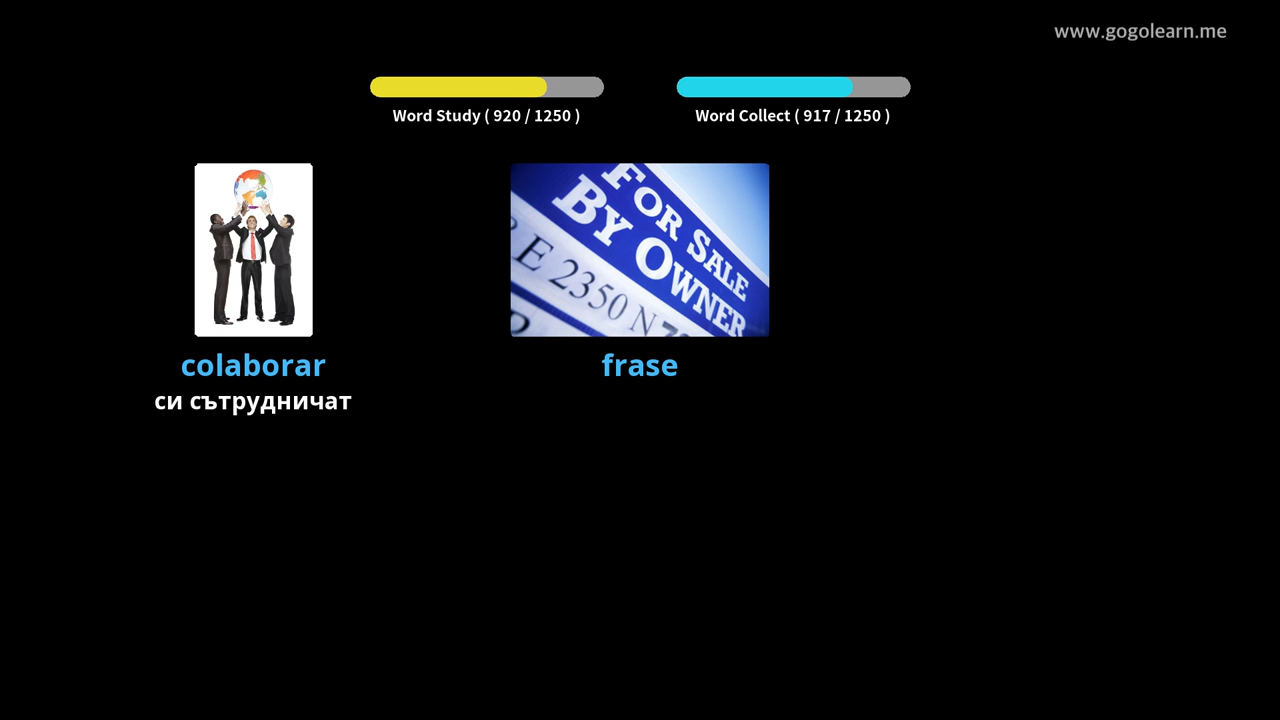 www.gogolearn.me
Word Study ( 920 / 1250 )
Word Collect ( 917 / 1250 )
FOR SALE
BY OWNER
E 2350 N
colaborar
frase
си сътрудничат